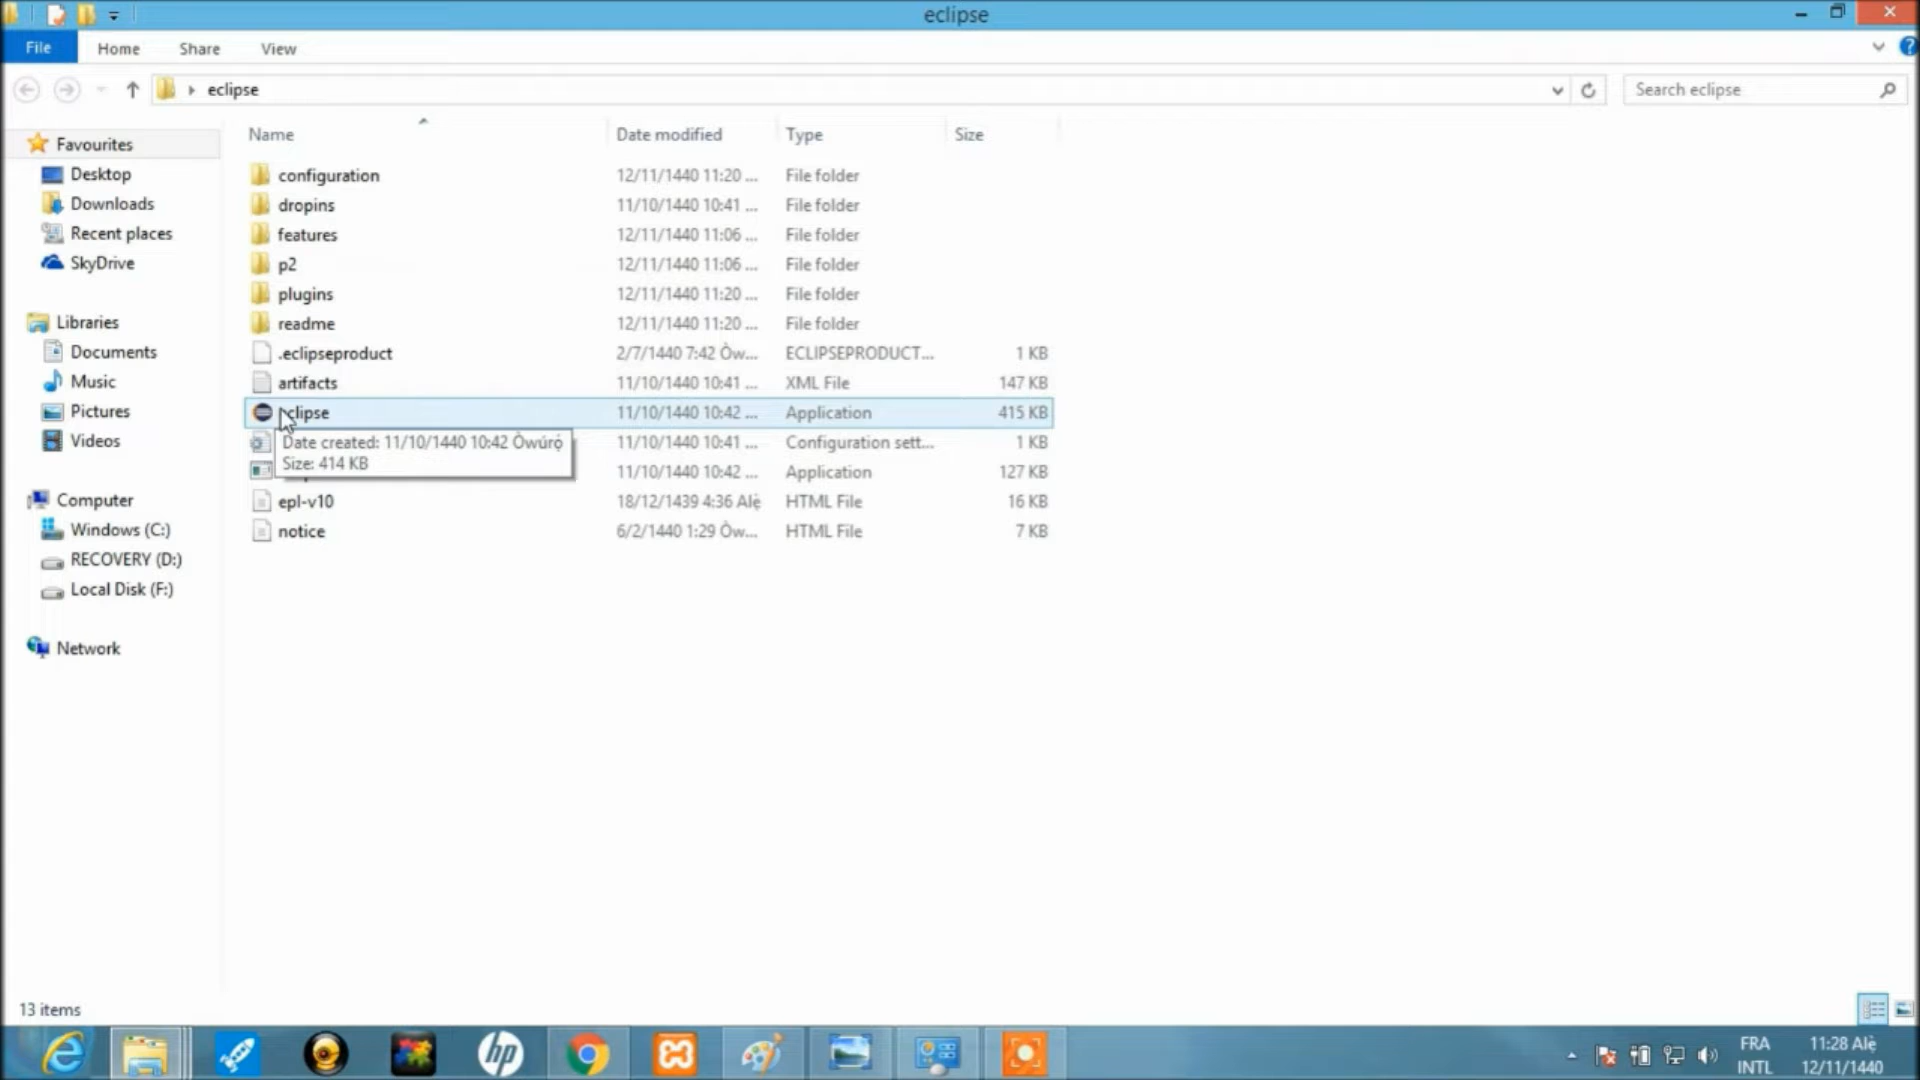 eclipse
File Home Share View
eclipse
Search eclipse
Name Date modified Type Size
Favourites
Desktop
Downloads
Recent places
SkyDrive
Libraries
Documents
Music
Pictures
Videos
Computer
Windows (C:)
RECOVERY (D:)
Local Disk (F:)
Network
configuration 12/11/1440 11:20 ... File folder
dropins 11/10/1440 10:41 ... File folder
features 12/11/1440 11:06 ... File folder
p2 12/11/1440 11:06 ... File folder
plugins 12/11/1440 11:20 ... File folder
readme 12/11/1440 11:20 ... File folder
.eclipseproduct 2/7/1440 7:42 Òw... ECLIPSEPRODUCT... 1 KB
artifacts 11/10/1440 10:41 ... XML File 147 KB
eclipse 11/10/1440 10:42 ... Application 415 KB
11/10/1440 10:41 ... Configuration sett... 1 KB
11/10/1440 10:42 ... Application 127 KB
Date created: 11/10/1440 10:42 Òwúrọ̀
Size: 414 KB
epl-v10 18/12/1439 4:36 Alẹ̀ HTML File 16 KB
notice 6/2/1440 1:29 Òw... HTML File 7 KB
13 items
hp
FRA
INTL
11:28 Alẹ̀
12/11/1440